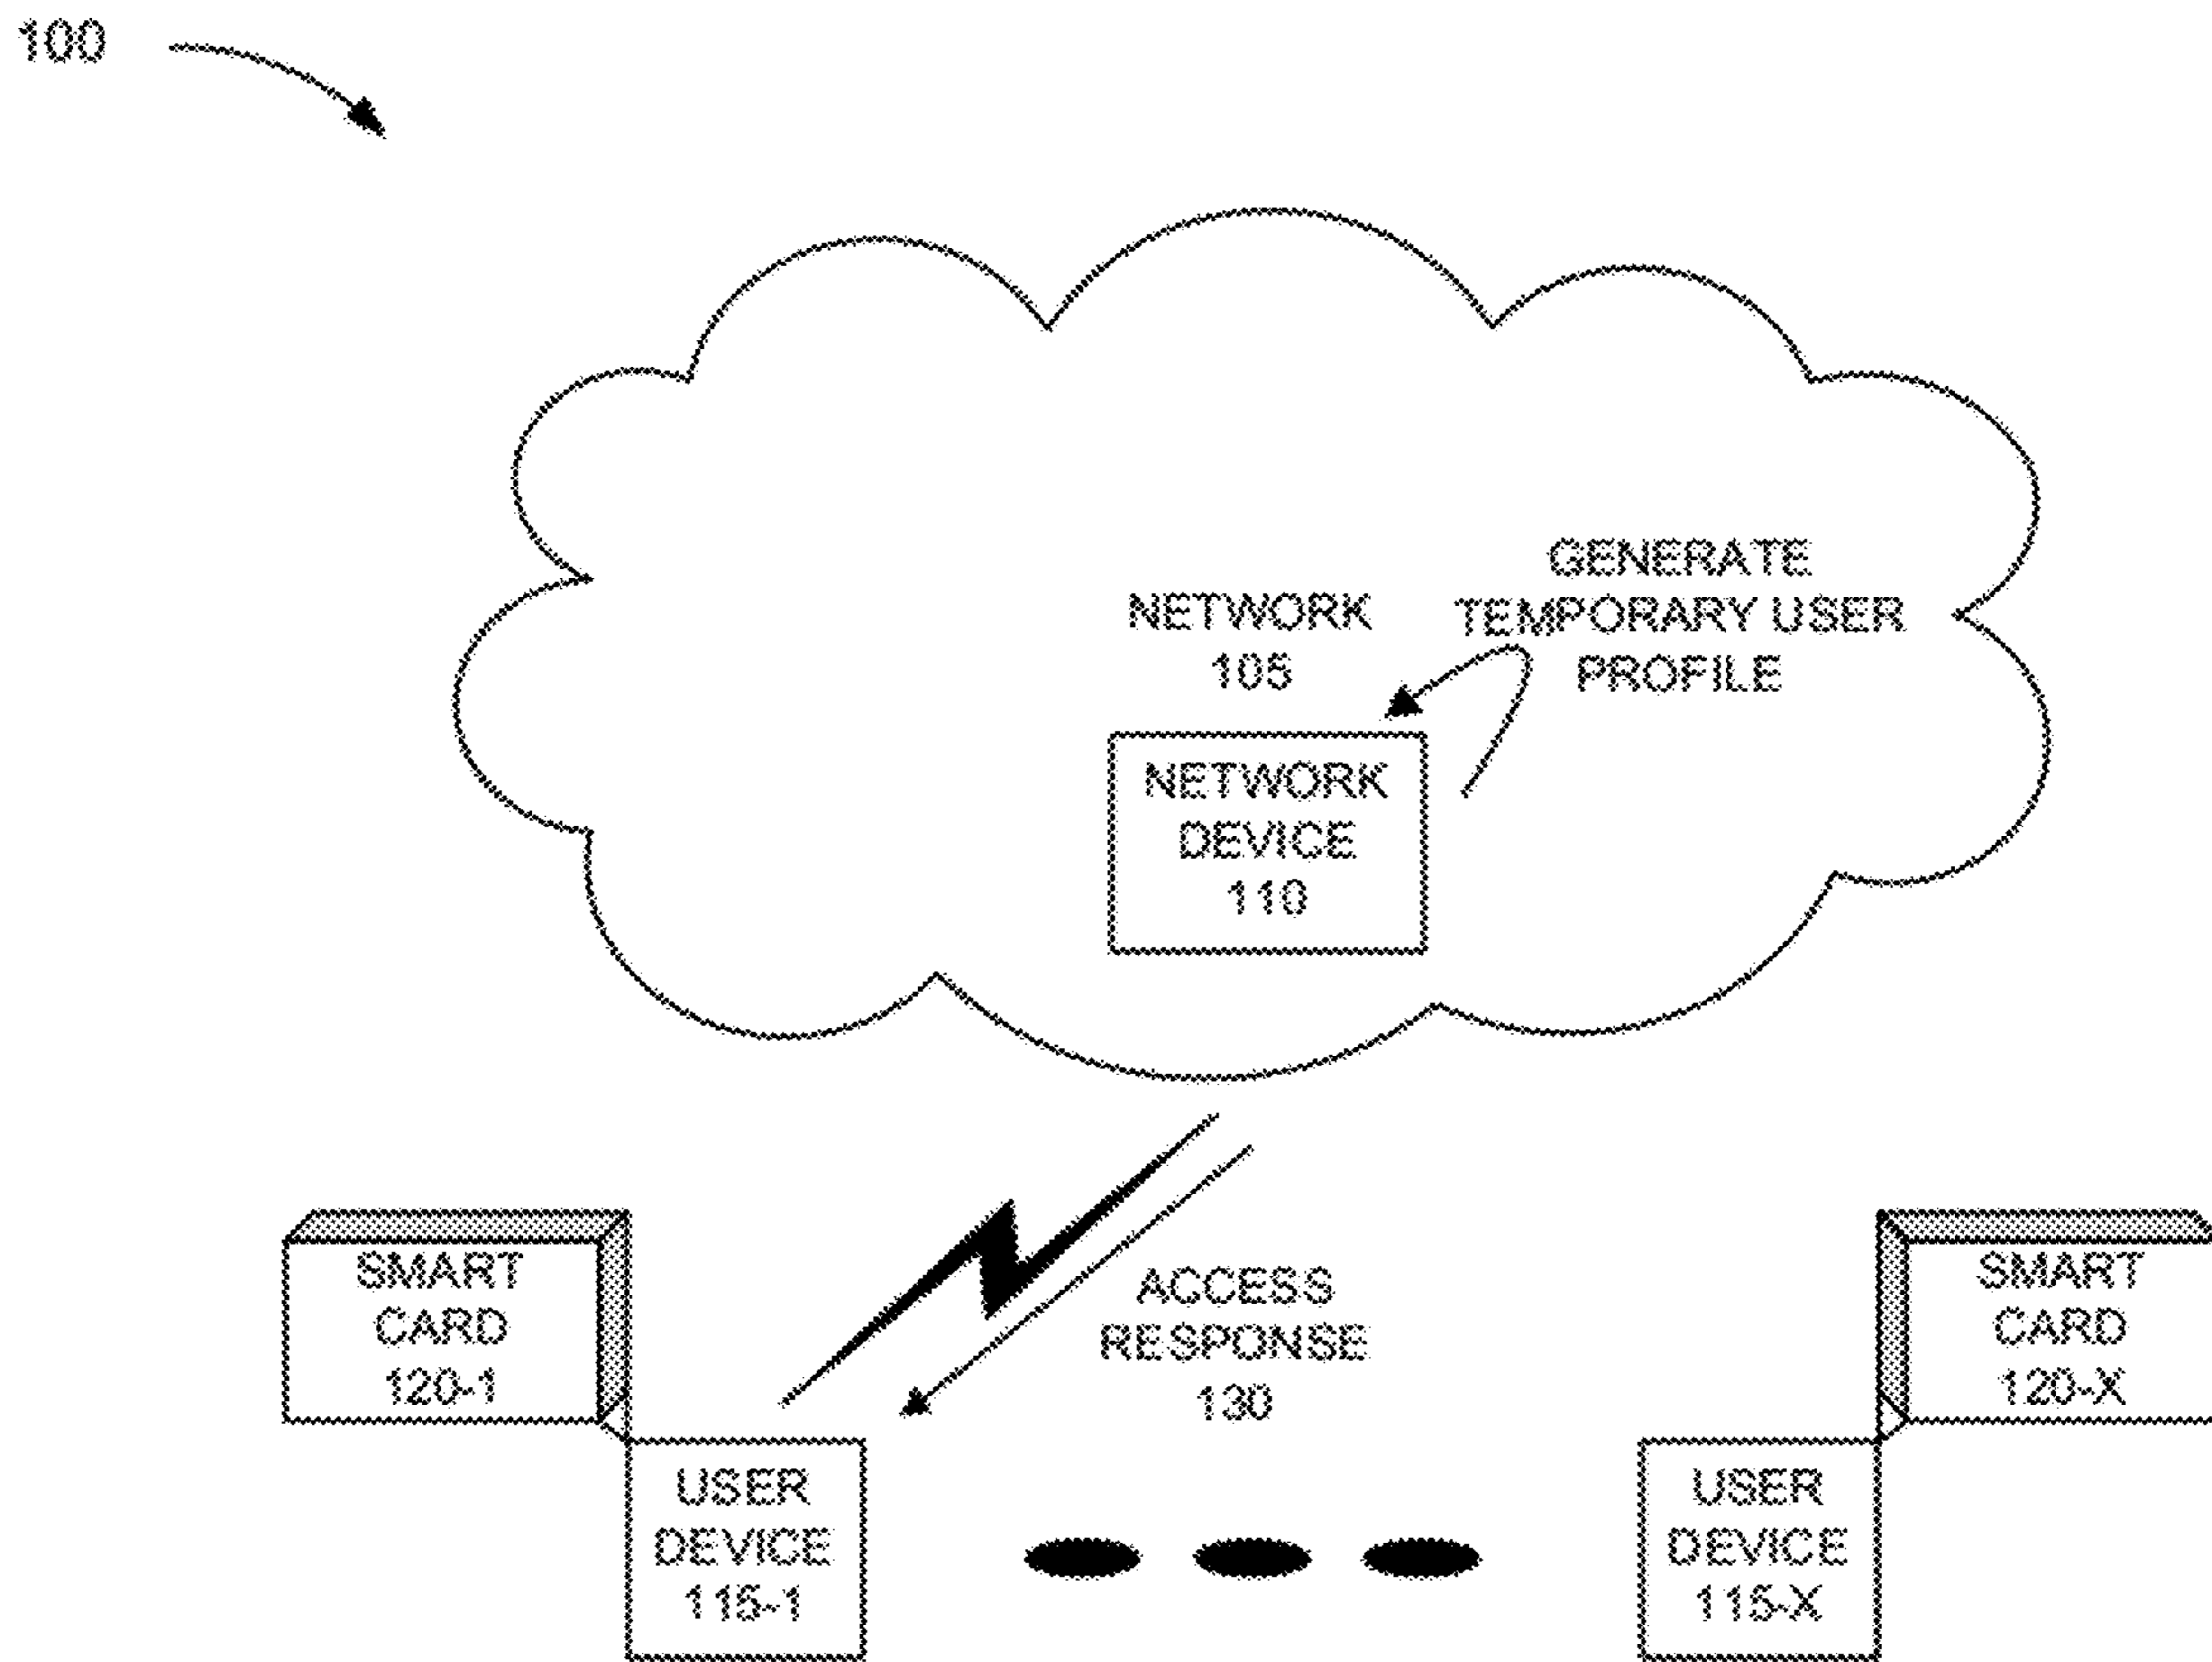 100
GENERATE
TEMPORARY USER
PROFILE
NETWORK
105
NETWORK
DEVICE
110
SMART
CARD
120-1
ACCESS
RESPONSE
130
SMART
CARD
120-X
USER
DEVICE
115-1
USER
DEVICE
115-X